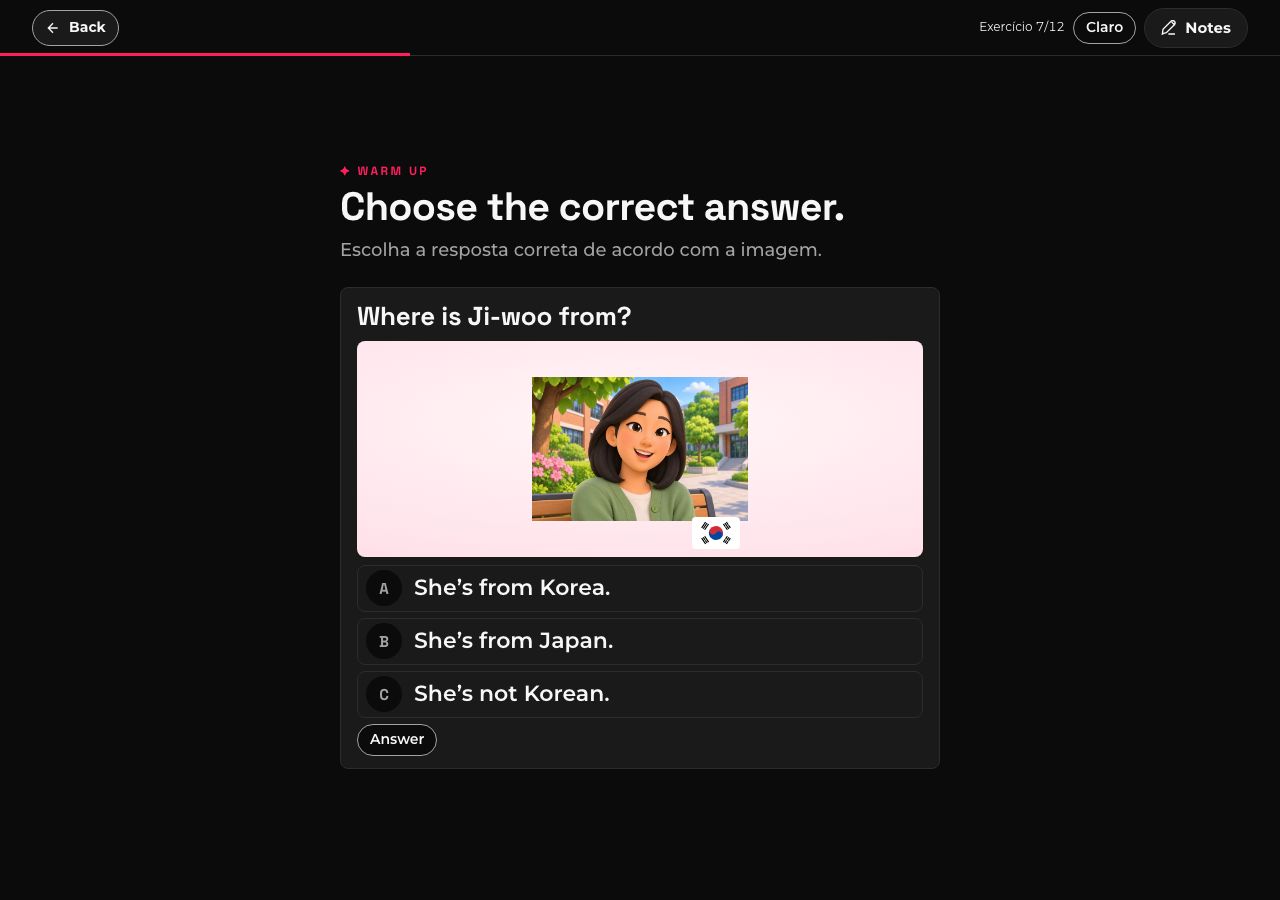 Back
Exercício 7/12
Claro
Notes
WARM UP
Choose the correct answer.
Escolha a resposta correta de acordo com a imagem.
Where is Ji-woo from?
A She’s from Korea.
B She’s from Japan.
C She’s not Korean.
Answer